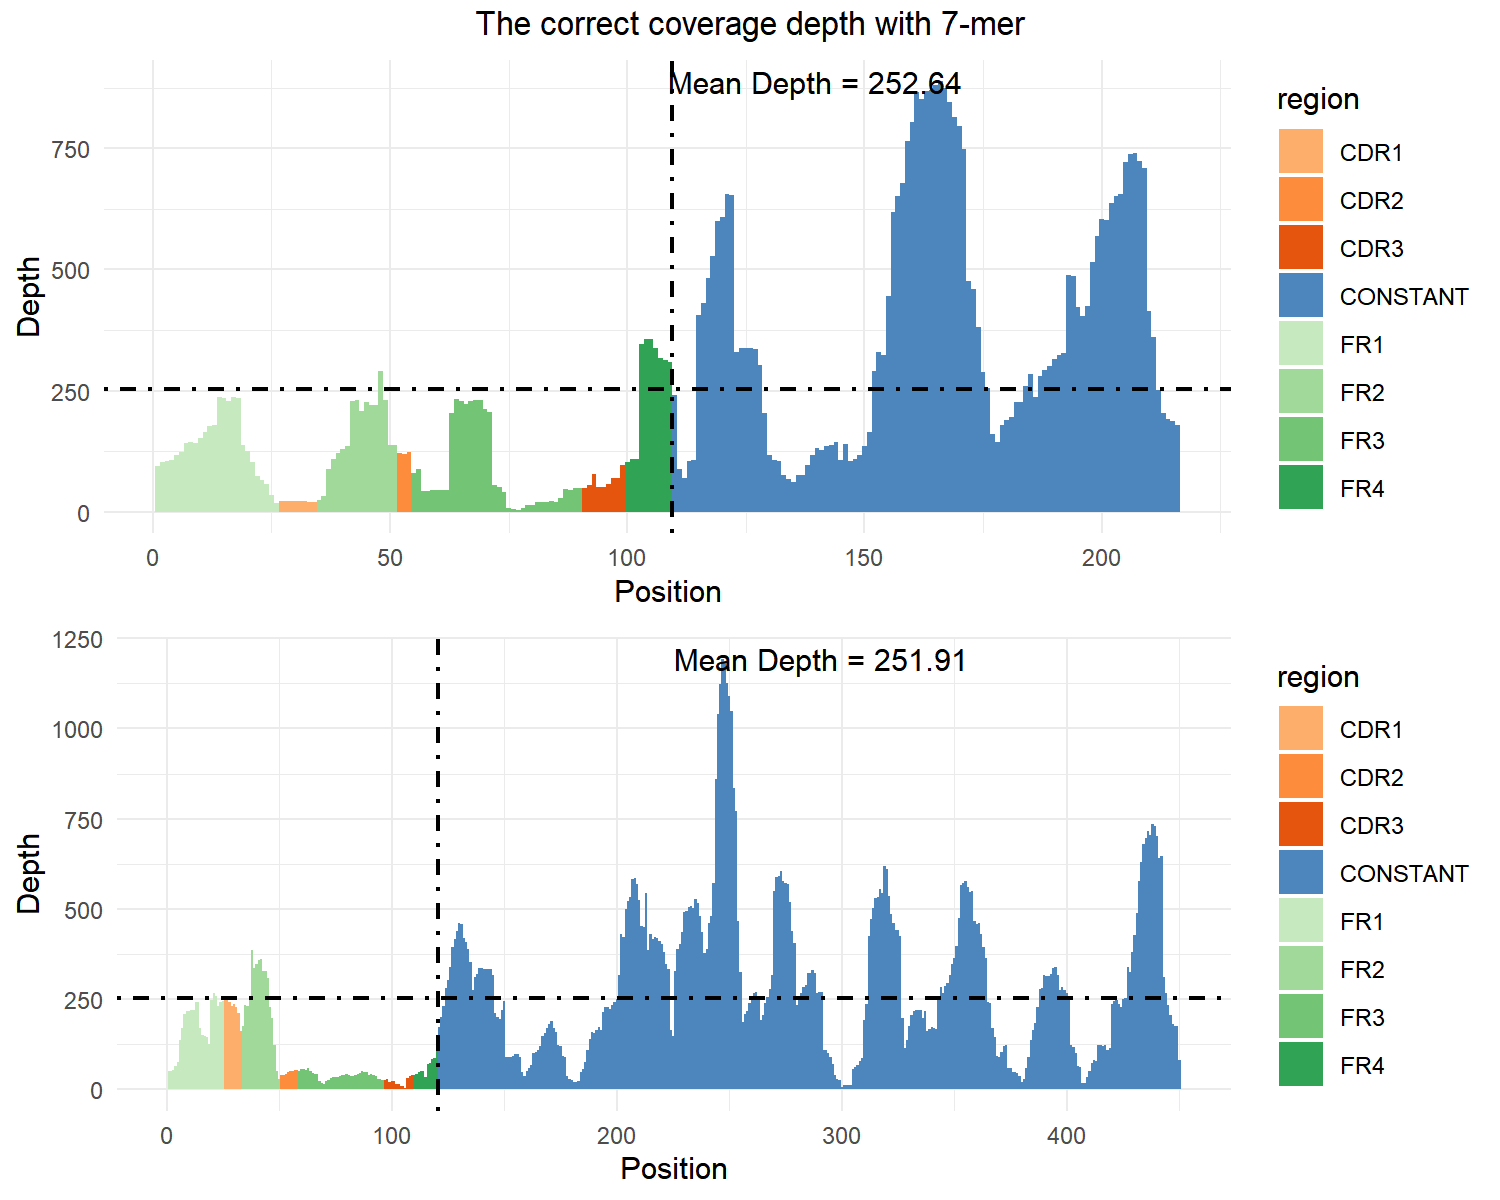 The correct coverage depth with 7-mer
Mean Depth = 252.64
Depth
750
500
250
0
0 50 100 150 200
Position
region
CDR1
CDR2
CDR3
CONSTANT
FR1
FR2
FR3
FR4
Mean Depth = 251.91
Depth
1250
1000
750
500
250
0
0 100 200 300 400
Position
region
CDR1
CDR2
CDR3
CONSTANT
FR1
FR2
FR3
FR4